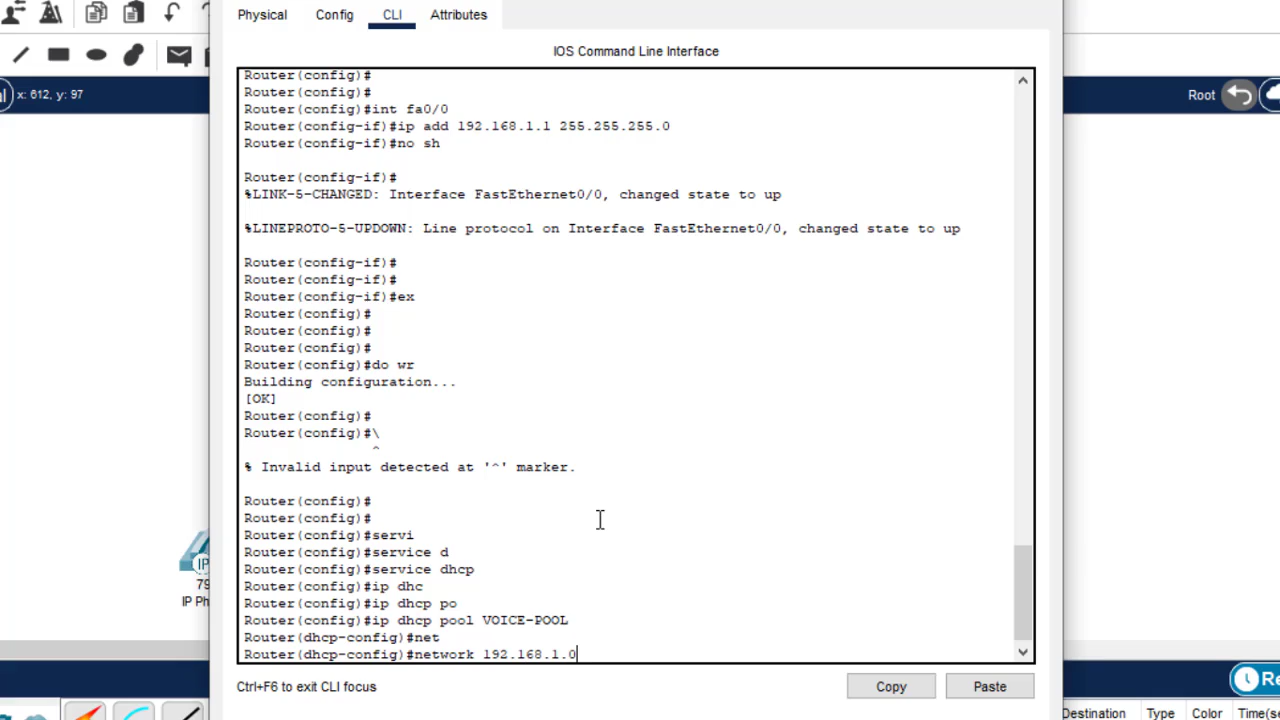 Physical Config CLI Attributes
IOS Command Line Interface
x: 612, y: 97
Root
Router(config)#
Router(config)#
Router(config)#int fa0/0
Router(config-if)#ip add 192.168.1.1 255.255.255.0
Router(config-if)#no sh
Router(config-if)#
%LINK-5-CHANGED: Interface FastEthernet0/0, changed state to up
%LINEPROTO-5-UPDOWN: Line protocol on Interface FastEthernet0/0, changed state to up
Router(config-if)#
Router(config-if)#
Router(config-if)#ex
Router(config)#
Router(config)#
Router(config)#
Router(config)#do wr
Building configuration...
[OK]
Router(config)#
Router(config)#\
^
% Invalid input detected at '^' marker.
Router(config)#
Router(config)#
Router(config)#servi
Router(config)#service d
Router(config)#service dhcp
Router(config)#ip dhc
Router(config)#ip dhcp po
Router(config)#ip dhcp pool VOICE-POOL
Router(dhcp-config)#net
Router(dhcp-config)#network 192.168.1.0
IP
79
IP Ph
Ctrl+F6 to exit CLI focus
Copy
Paste
Re
Destination Type Color Time(se